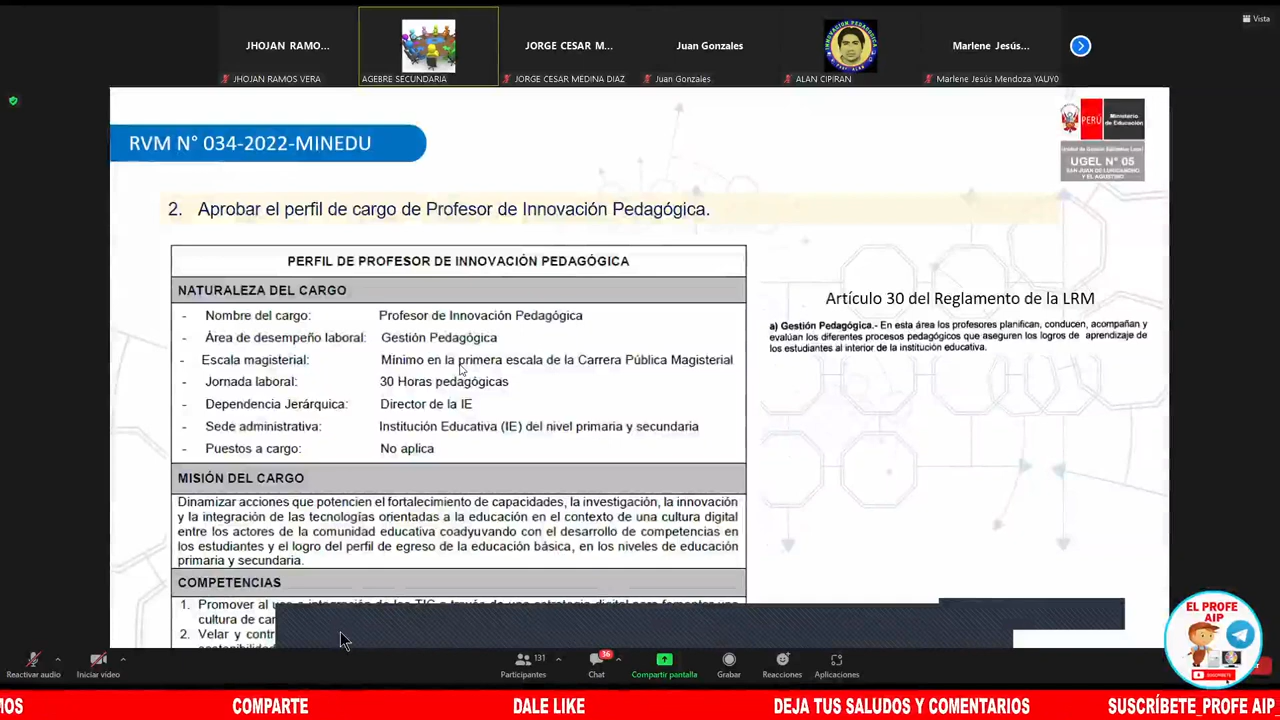 Vista
JHOJAN RAMO...
JORGE CESAR M...
Juan Gonzales
Marlene Jesús...
JHOJAN RAMOS VERA
AGEBRE SECUNDARIA
JORGE CESAR MEDINA DIAZ
Juan Gonzales
ALAN CIPIRAN
Marlene Jesús Mendoza YAUY0
RVM N° 034-2022-MINEDU
PERÚ
Ministerio
de Educación
UGEL N° 05
SAN JUAN DE LURIGANCHO
Y EL AGUSTINO
2. Aprobar el perfil de cargo de Profesor de Innovación Pedagógica.
PERFIL DE PROFESOR DE INNOVACIÓN PEDAGÓGICA
NATURALEZA DEL CARGO
- Nombre del cargo: Profesor de Innovación Pedagógica
- Área de desempeño laboral: Gestión Pedagógica
- Escala magisterial: Mínimo en la primera escala de la Carrera Pública Magisterial
- Jornada laboral: 30 Horas pedagógicas
- Dependencia Jerárquica: Director de la IE
- Sede administrativa: Institución Educativa (IE) del nivel primaria y secundaria
- Puestos a cargo: No aplica
MISIÓN DEL CARGO
Dinamizar acciones que potencien el fortalecimiento de capacidades, la investigación, la innovación
y la integración de las tecnologías orientadas a la educación en el contexto de una cultura digital
entre los actores de la comunidad educativa coadyuvando con el desarrollo de competencias en
los estudiantes y el logro del perfil de egreso de la educación básica, en los niveles de educación
primaria y secundaria.
COMPETENCIAS
1. Promover al
cultura de
2. Velar y
Artículo 30 del Reglamento de la LRM
a) Gestión Pedagógica.- En esta área los profesores planifican, conducen, acompañan y
evalúan los diferentes procesos pedagógicos que aseguren los logros de aprendizaje de
los estudiantes al interior de la institución educativa.
EL PROFE
AIP
Reactivar audio
Iniciar video
131
Participantes
36
Chat
Compartir pantalla
Grabar
Reacciones
Aplicaciones
MOS COMPARTE DALE LIKE DEJA TUS SALUDOS Y COMENTARIOS SUSCRÍBETE_PROFE AIP